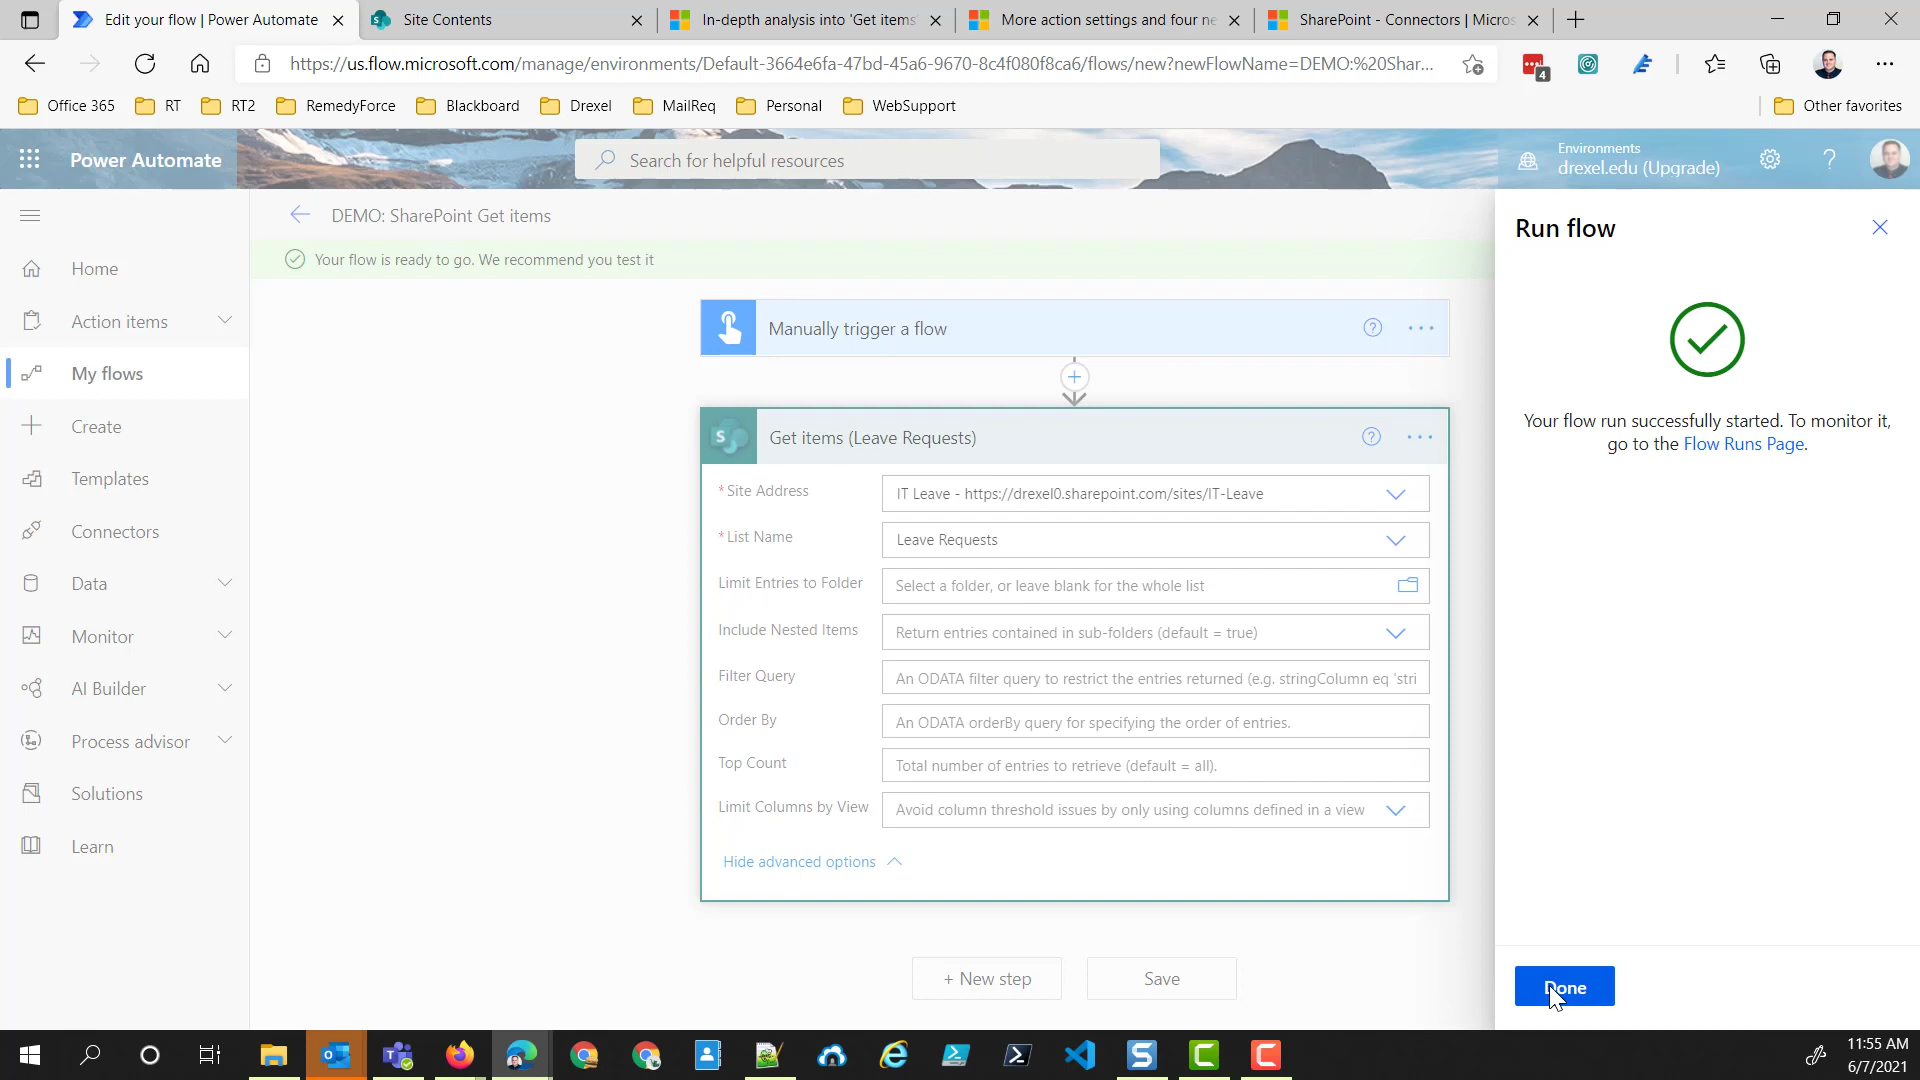 Edit your flow | Power Automate
Site Contents
In-depth analysis into 'Get items'
More action settings and four ne
SharePoint - Connectors | Micros
https://us.flow.microsoft.com/manage/environments/Default-3664e6fa-47bd-45a6-9670-8c4f080f8ca6/flows/new?newFlowName=DEMO:%20Shar...
4
Office 365
RT
RT2
RemedyForce
Blackboard
Drexel
MailReq
Personal
WebSupport
Other favorites
Power Automate
Search for helpful resources
Environments
drexel.edu (Upgrade)
DEMO: SharePoint Get items
Your flow is ready to go. We recommend you test it
Home
Action items
My flows
Create
Templates
Connectors
Data
Monitor
AI Builder
Process advisor
Solutions
Learn
Manually trigger a flow
Get items (Leave Requests)
* Site Address
IT Leave - https://drexel0.sharepoint.com/sites/IT-Leave
* List Name
Leave Requests
Limit Entries to Folder
Select a folder, or leave blank for the whole list
Include Nested Items
Return entries contained in sub-folders (default = true)
Filter Query
An ODATA filter query to restrict the entries returned (e.g. stringColumn eq 'stri
Order By
An ODATA orderBy query for specifying the order of entries.
Top Count
Total number of entries to retrieve (default = all).
Limit Columns by View
Avoid column threshold issues by only using columns defined in a view
Hide advanced options
+ New step
Save
Run flow
Your flow run successfully started. To monitor it,
go to the Flow Runs Page.
Done
11:55 AM
6/7/2021